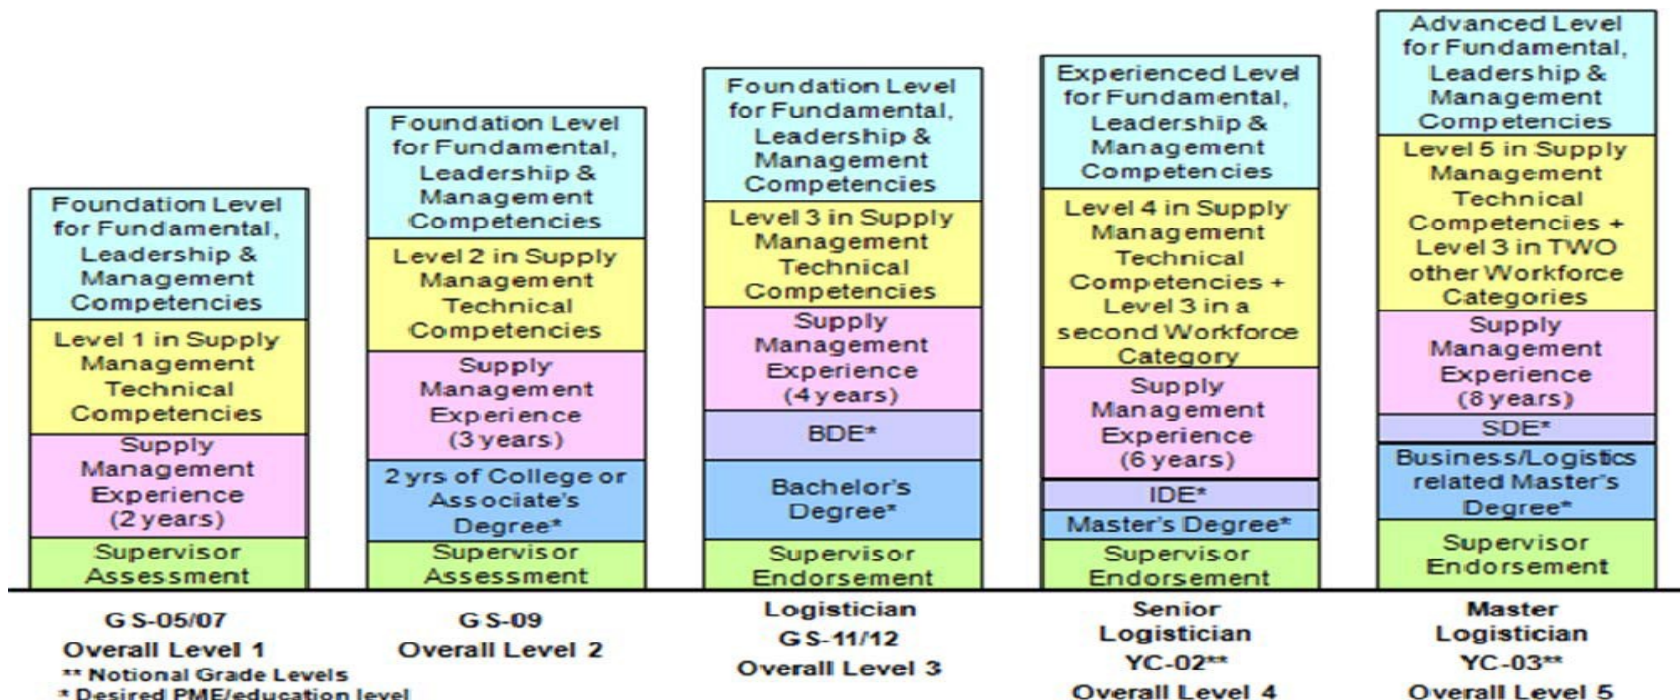 Foundation Level
for Fundamental,
Leadership &
Management
Competencies
Level 1 in Supply
Management
Technical
Competencies
Supply
Management
Experience
(2 years)
Supervisor
Assessment
GS-05/07
Overall Level 1
Foundation Level
for Fundamental,
Leadership &
Management
Competencies
Level 2 in Supply
Management
Technical
Competencies
Supply
Management
Experience
(3 years)
2 yrs of College or
Associate's
Degree*
Supervisor
Assessment
GS-09
Overall Level 2
Foundation Level
for Fundamental,
Leadership &
Management
Competencies
Level 3 in Supply
Management
Technical
Competencies
Supply
Management
Experience
(4 years)
BDE*
Bachelor's
Degree*
Supervisor
Endorsement
Logistician
GS-11/12
Overall Level 3
Experienced Level
for Fundamental,
Leadership &
Management
Competencies
Level 4 in Supply
Management
Technical
Competencies +
Level 3 in a
second Workforce
Category
Supply
Management
Experience
(6 years)
IDE*
Master's Degree*
Supervisor
Endorsement
Senior
Logistician
YC-02**
Overall Level 4
Advanced Level
for Fundamental,
Leadership &
Management
Competencies
Level 5 in Supply
Management
Technical
Competencies +
Level 3 in TWO
other Workforce
Categories
Supply
Management
Experience
(8 years)
SDE*
Business/Logistics
related Master's
Degree*
Supervisor
Endorsement
Master
Logistician
YC-03**
Overall Level 5
** Notional Grade Levels
* Desired PME/education level